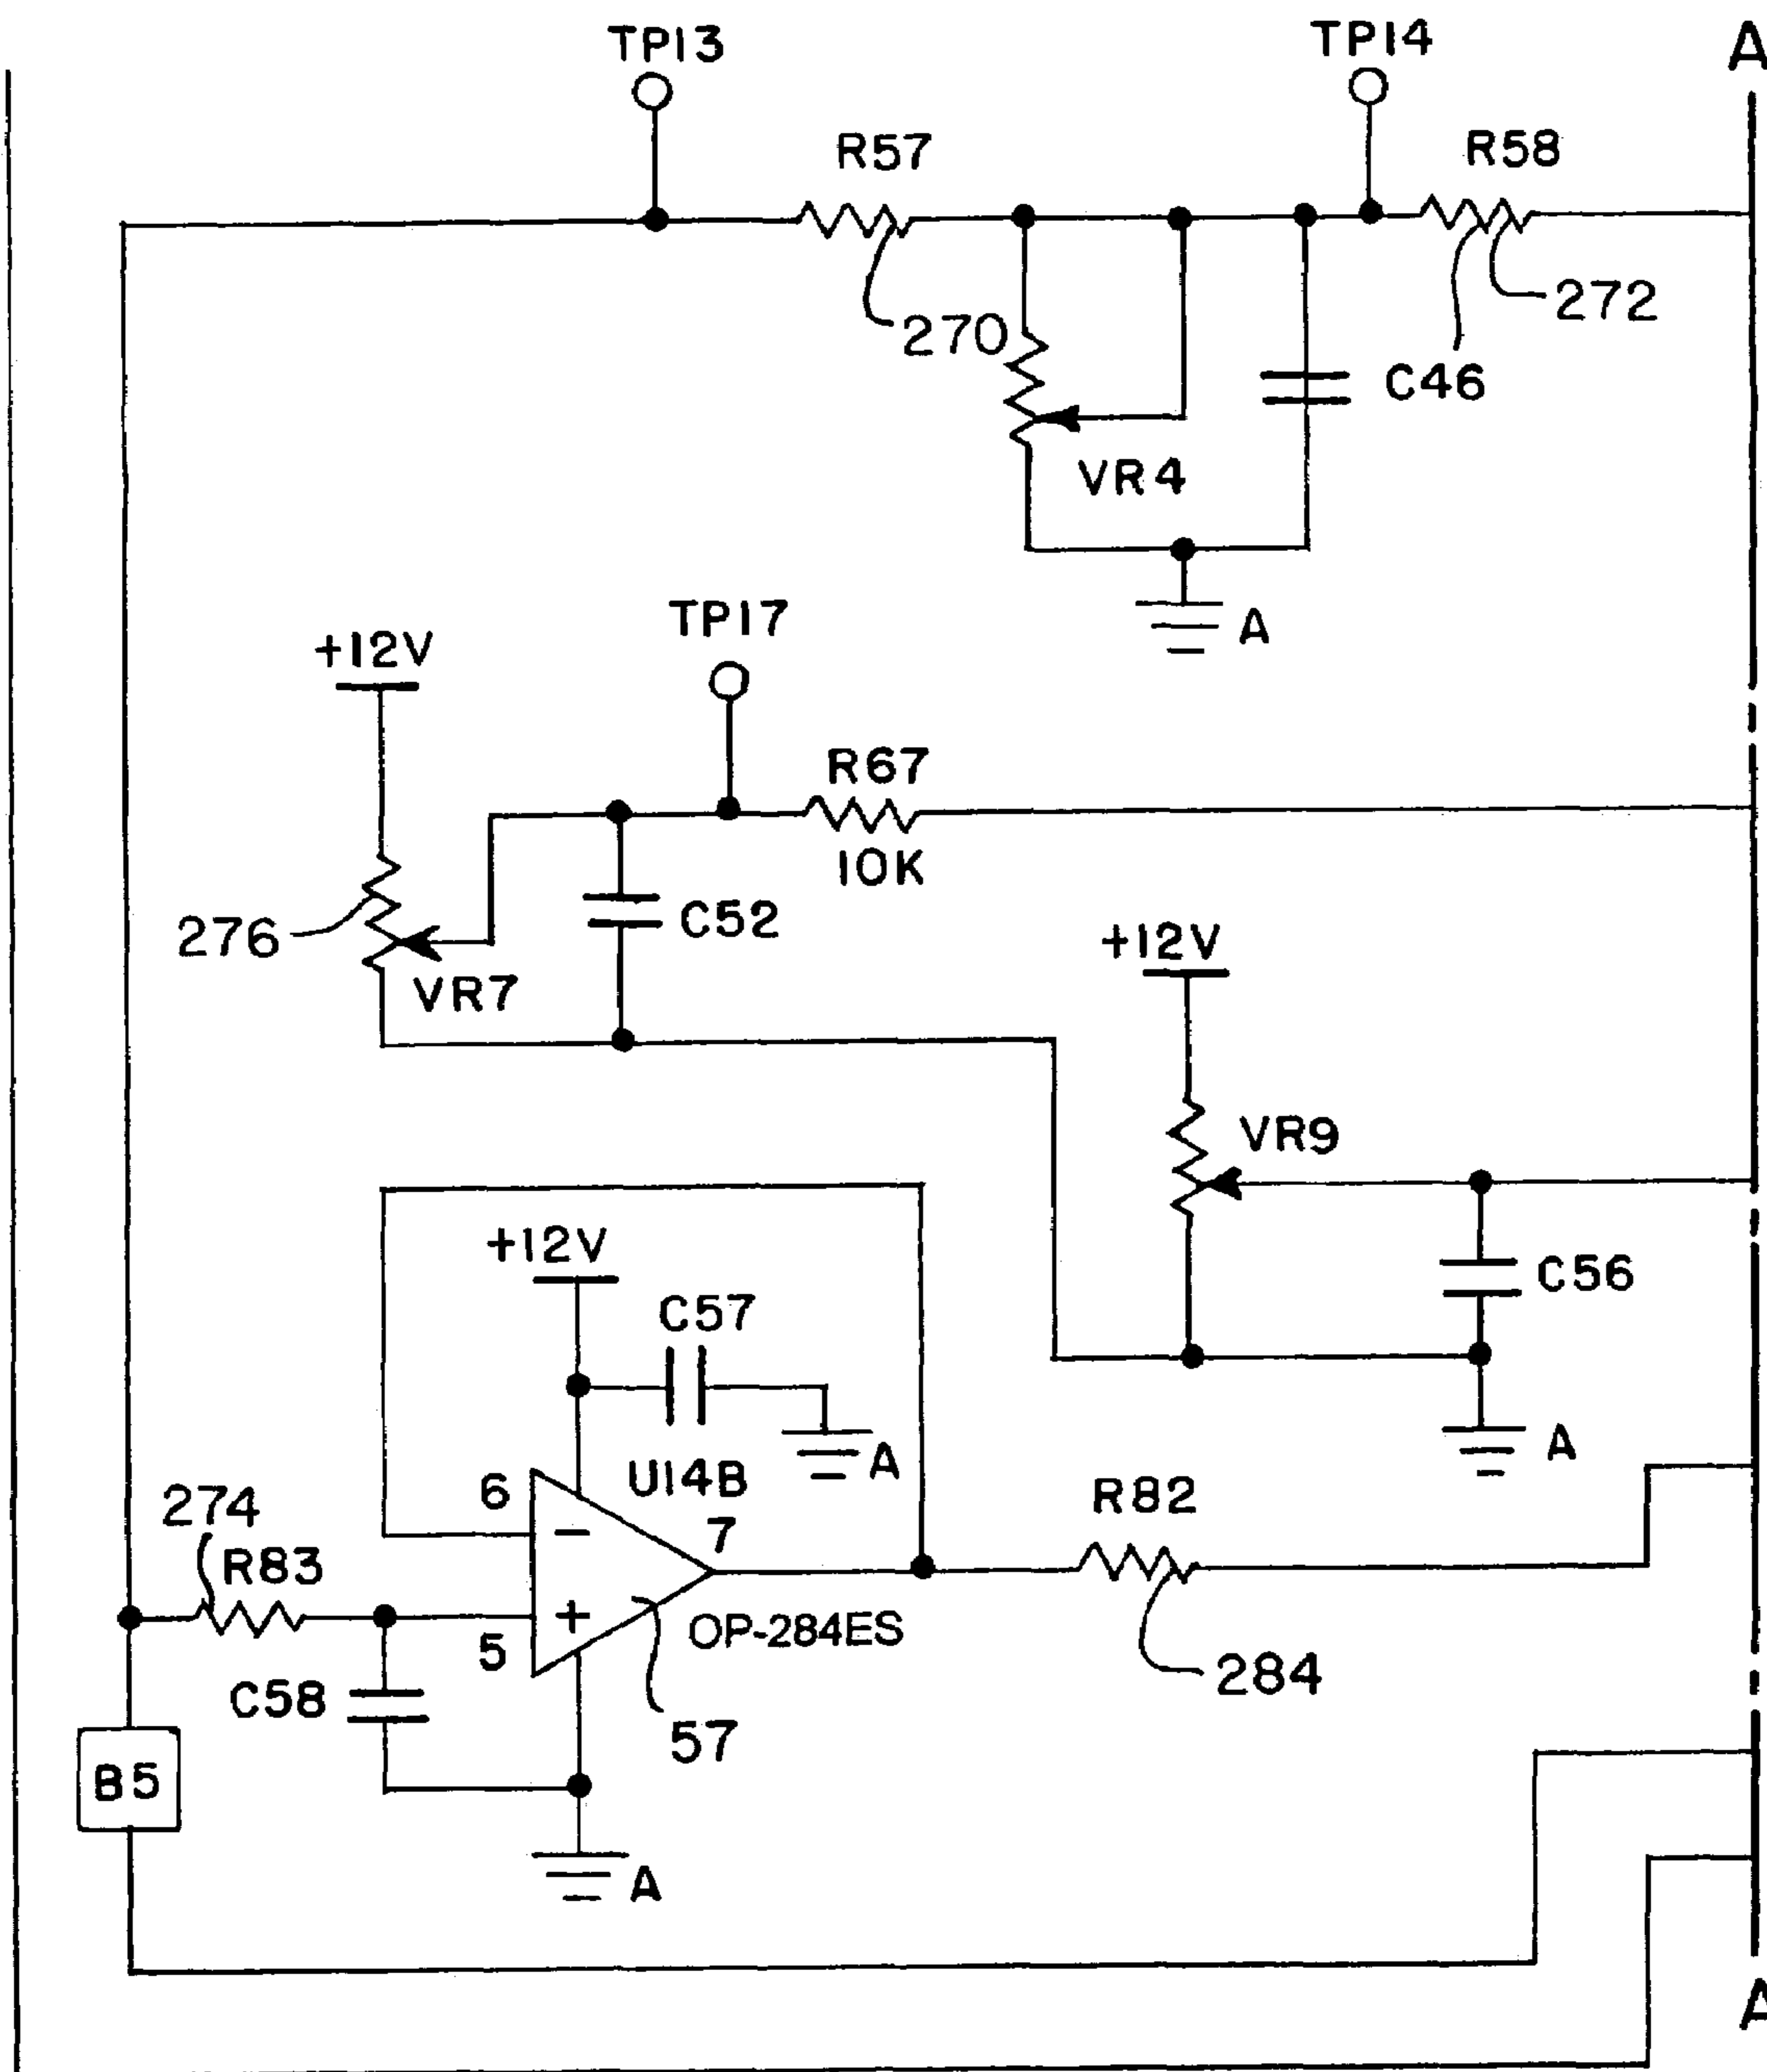 TP13
TP14
A
R57
R58
270
272
C46
VR4
A
TP17
+12V
R67
10K
276
C52
VR7
+12V
VR9
C56
A
+12V
C57
A
U14B
6
7
274
R83
5
OP-284ES
R82
284
C58
57
B5
A
A